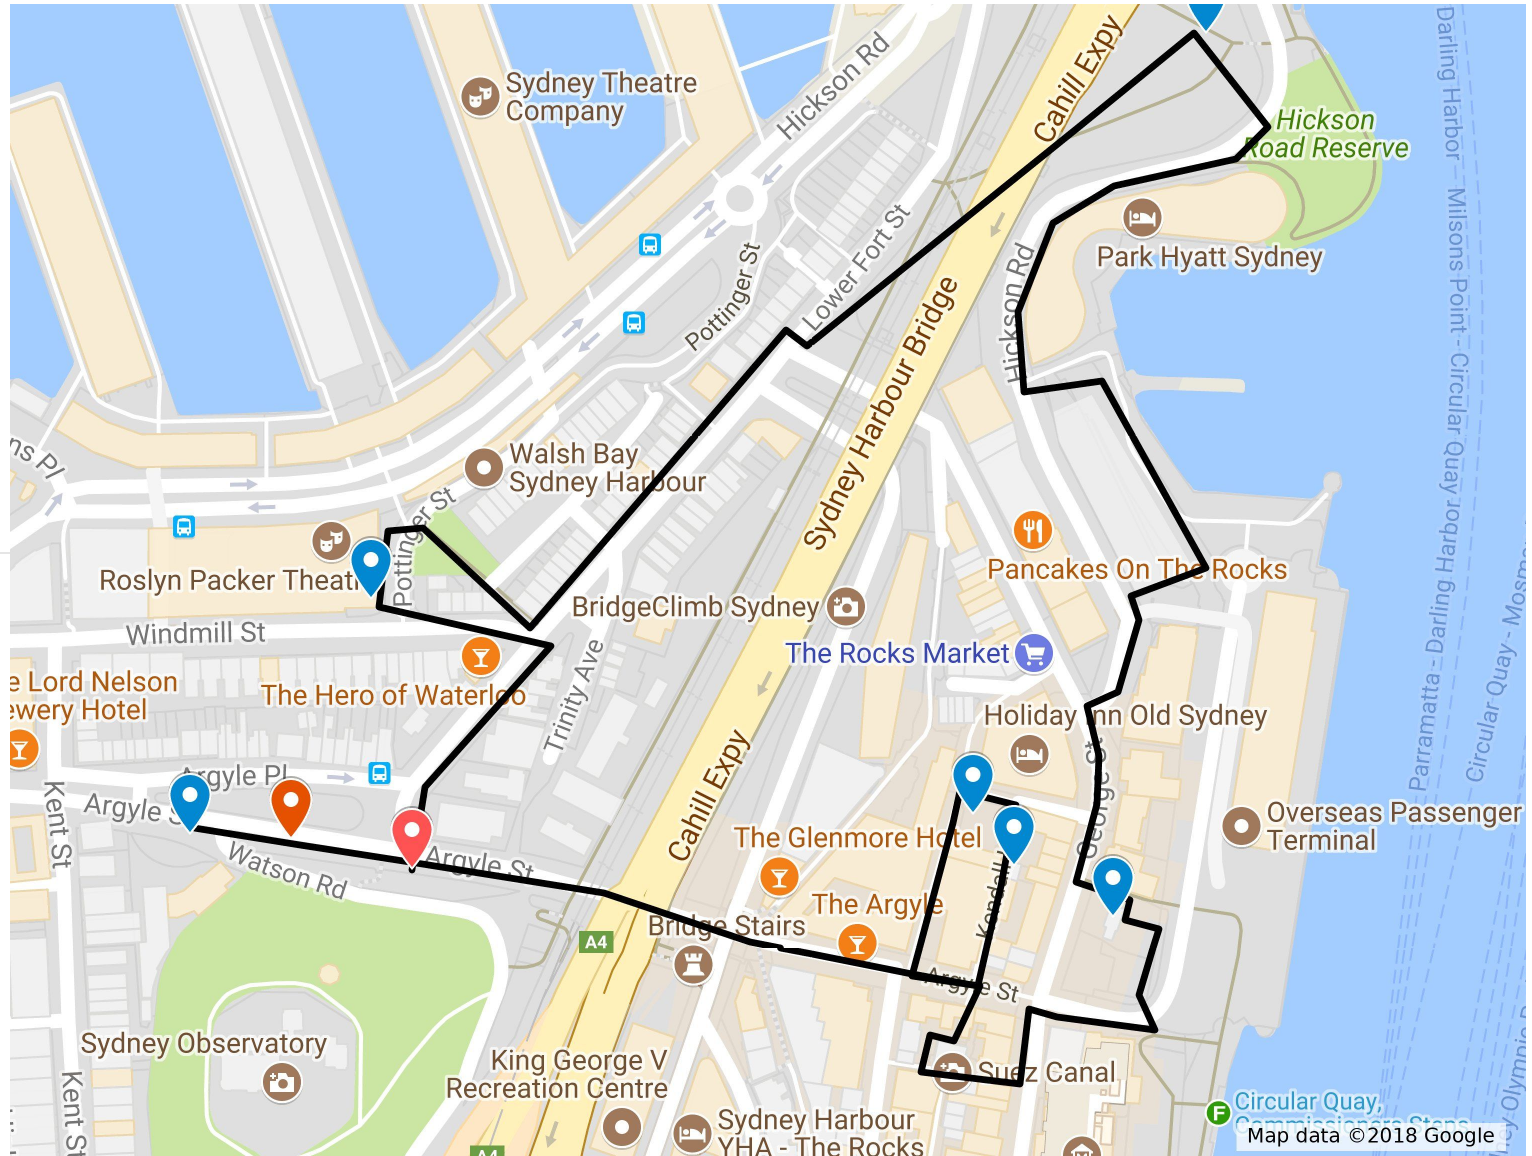 Sydney Theatre
Company
Hickson Rd
Cahill Expy
Hickson
Road Reserve
Darling Harbor - Milsons Point - Circular Quay
Park Hyatt Sydney
Lower Fort St
Pottinger St
Hickson Rd
Sydney Harbour Bridge
ns Pl
Walsh Bay
Sydney Harbour
Pottinger St
Roslyn Packer Theatr
Pancakes On The Rocks
BridgeClimb Sydney
Windmill St
The Rocks Market
e Lord Nelson
ewery Hotel
The Hero of Waterloo
Trinity Ave
Holiday Inn Old Sydney
Parramatta - Darling Harbor
Circular Quay - Mosm
Argyle Pl
Argyle S
Kent St
Cahill Expy
George St
The Glenmore Hotel
Overseas Passenger
Terminal
Watson Rd
Argyle St
Kendall
The Argyle
Bridge Stairs
A4
Argyle St
Sydney Observatory
King George V
Recreation Centre
Suez Canal
Kent St
Sydney Harbour
YHA - The Rocks
F
Circular Quay,
A4
Map data ©2018 Google